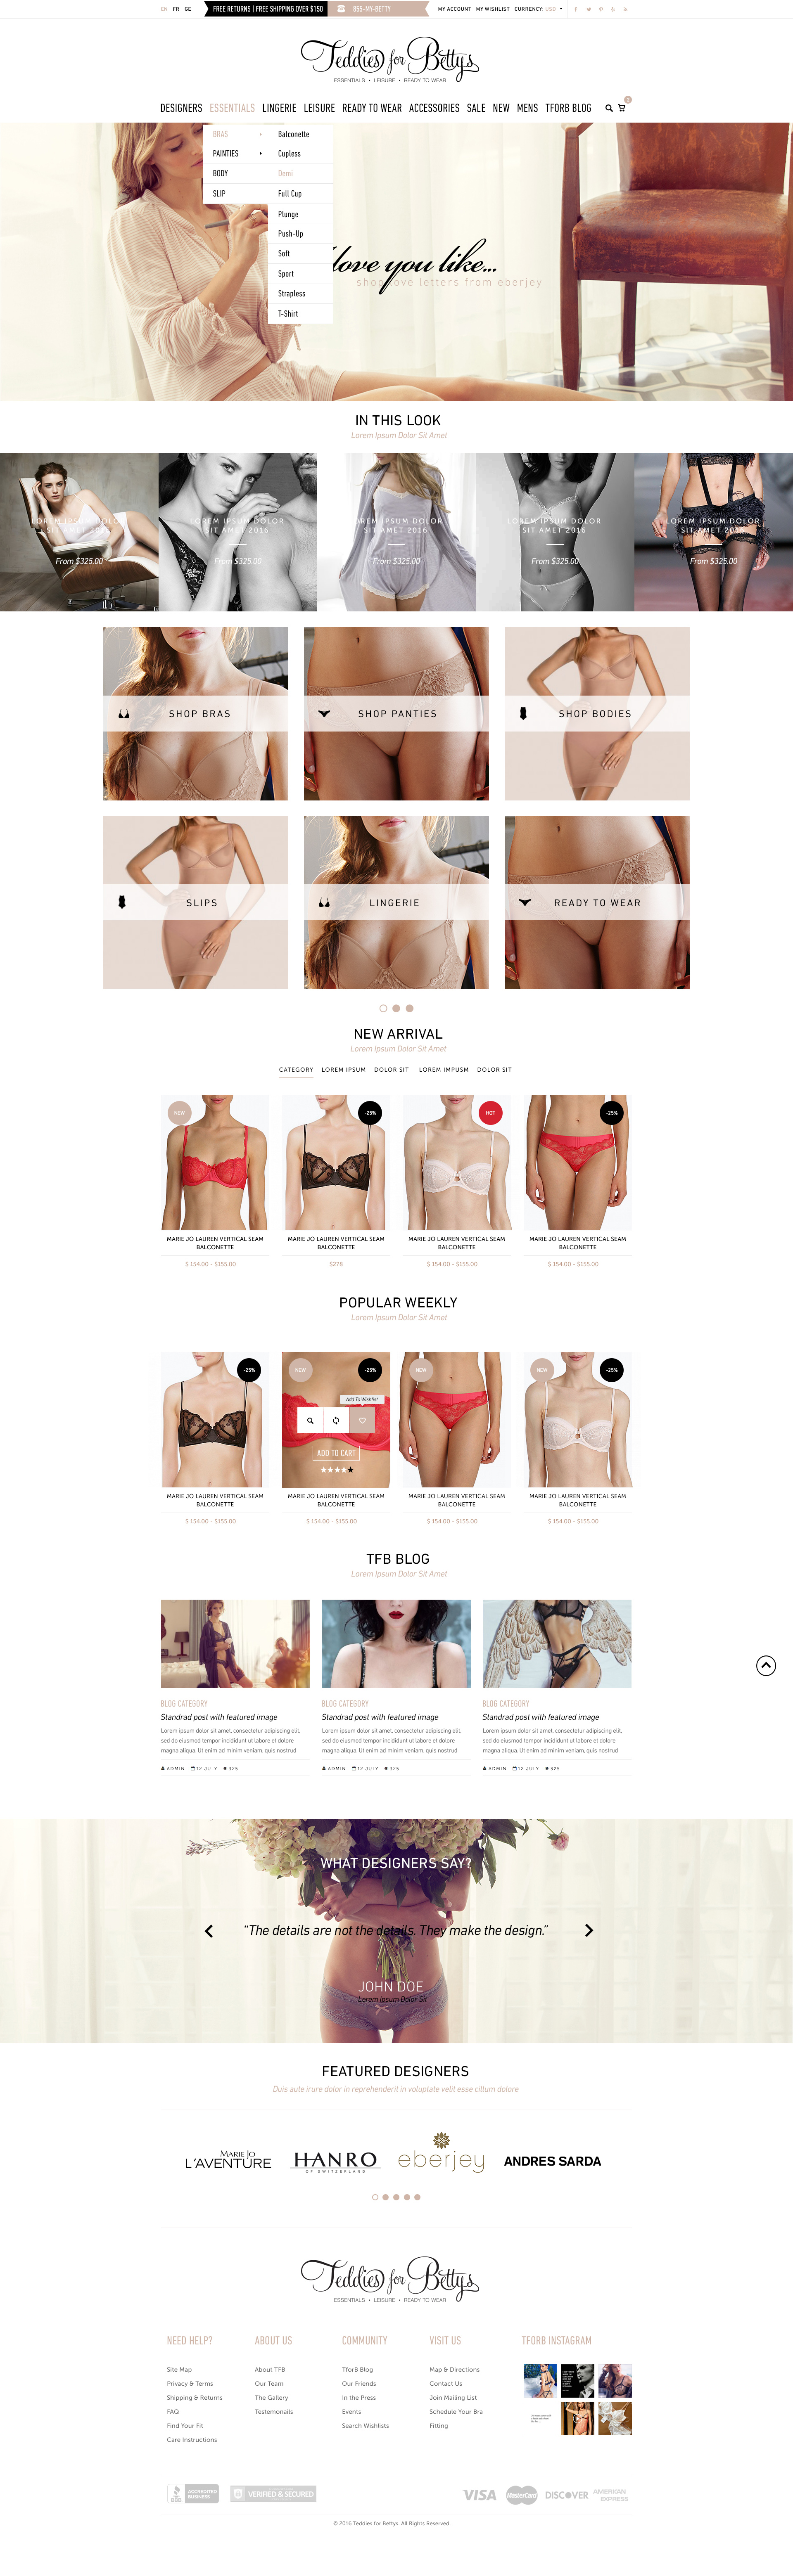 EN FR GE
FREE RETURNS | FREE SHIPPING OVER $150
855-MY-BETTY
MY ACCOUNT MY WISHLIST CURRENCY: USD
Teddies for Bettys
ESSENTIALS • LEISURE • READY TO WEAR
DESIGNERS ESSENTIALS LINGERIE LEISURE READY TO WEAR ACCESSORIES SALE NEW MENS TFORB BLOG
BRAS
PAINTIES
BODY
SLIP
Balconette
Cupless
Demi
Full Cup
Plunge
Push-Up
Soft
Sport
Strapless
T-Shirt
love you like...
shop love letters from eberjey
IN THIS LOOK
Lorem Ipsum Dolor Sit Amet
LOREM IPSUM DOLOR
SIT AMET 2016
From $325.00
LOREM IPSUM DOLOR
SIT AMET 2016
From $325.00
LOREM IPSUM DOLOR
SIT AMET 2016
From $325.00
LOREM IPSUM DOLOR
SIT AMET 2016
From $325.00
LOREM IPSUM DOLOR
SIT AMET 2016
From $325.00
SHOP BRAS
SHOP PANTIES
SHOP BODIES
SLIPS
LINGERIE
READY TO WEAR
NEW ARRIVAL
Lorem Ipsum Dolor Sit Amet
CATEGORY LOREM IPSUM DOLOR SIT LOREM IMPUSM DOLOR SIT
NEW
-25%
HOT
-25%
MARIE JO LAUREN VERTICAL SEAM
BALCONETTE
$ 154.00 - $155.00
MARIE JO LAUREN VERTICAL SEAM
BALCONETTE
$278
MARIE JO LAUREN VERTICAL SEAM
BALCONETTE
$ 154.00 - $155.00
MARIE JO LAUREN VERTICAL SEAM
BALCONETTE
$ 154.00 - $155.00
POPULAR WEEKLY
Lorem Ipsum Dolor Sit Amet
-25%
NEW
-25%
NEW
NEW
-25%
Add To Wishlist
ADD TO CART
MARIE JO LAUREN VERTICAL SEAM
BALCONETTE
$ 154.00 - $155.00
MARIE JO LAUREN VERTICAL SEAM
BALCONETTE
$ 154.00 - $155.00
MARIE JO LAUREN VERTICAL SEAM
BALCONETTE
$ 154.00 - $155.00
MARIE JO LAUREN VERTICAL SEAM
BALCONETTE
$ 154.00 - $155.00
TFB BLOG
Lorem Ipsum Dolor Sit Amet
BLOG CATEGORY
Standrad post with featured image
Lorem ipsum dolor sit amet, consectetur adipiscing elit,
sed do eiusmod tempor incididunt ut labore et dolore
magna aliqua. Ut enim ad minim veniam, quis nostrud
ADMIN 12 JULY 325
BLOG CATEGORY
Standrad post with featured image
Lorem ipsum dolor sit amet, consectetur adipiscing elit,
sed do eiusmod tempor incididunt ut labore et dolore
magna aliqua. Ut enim ad minim veniam, quis nostrud
ADMIN 12 JULY 325
BLOG CATEGORY
Standrad post with featured image
Lorem ipsum dolor sit amet, consectetur adipiscing elit,
sed do eiusmod tempor incididunt ut labore et dolore
magna aliqua. Ut enim ad minim veniam, quis nostrud
ADMIN 12 JULY 325
WHAT DESIGNERS SAY?
“The details are not the details. They make the design.”
JOHN DOE
Lorem Ipsum Dolor Sit
FEATURED DESIGNERS
Duis aute irure dolor in reprehenderit in voluptate velit esse cillum dolore
MARIE JO
L'AVENTURE
HANRO
OF SWITZERLAND
eberjey
ANDRES SARDA
Teddies for Bettys
ESSENTIALS • LEISURE • READY TO WEAR
NEED HELP?
Site Map
Privacy & Terms
Shipping & Returns
FAQ
Find Your Fit
Care Instructions
ABOUT US
About TFB
Our Team
The Gallery
Testemonails
COMMUNITY
TforB Blog
Our Friends
In the Press
Events
Search Wishlists
VISIT US
Map & Directions
Contact Us
Join Mailing List
Schedule Your Bra
Fitting
TFORB INSTAGRAM
BBB
ACCREDITED
BUSINESS
VERIFIED & SECURED
VISA
MasterCard
DISCOVER
AMERICAN
EXPRESS
© 2016 Teddies for Bettys. All Rights Reserved.